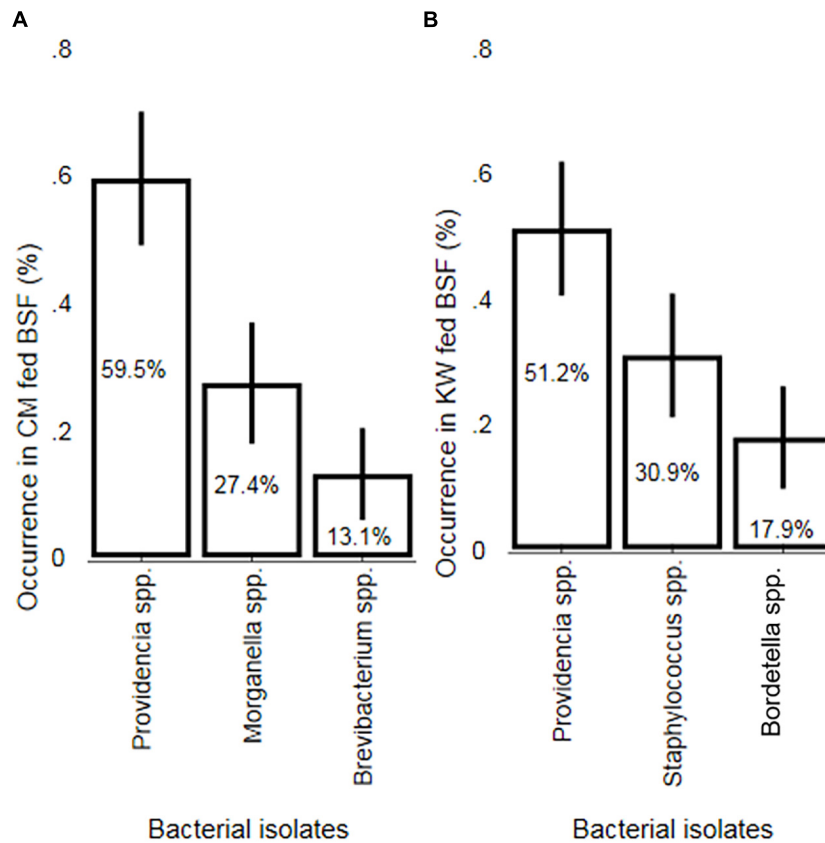 A
Occurrence in CM fed BSF (%)
.8
.6
.4
.2
0
59.5%
27.4%
13.1%
Providencia spp.
Morganella spp.
Brevibacterium spp.
Bacterial isolates
B
Occurrence in KW fed BSF (%)
.8
.6
.4
.2
0
51.2%
30.9%
17.9%
Providencia spp.
Staphylococcus spp.
Bordetella spp.
Bacterial isolates